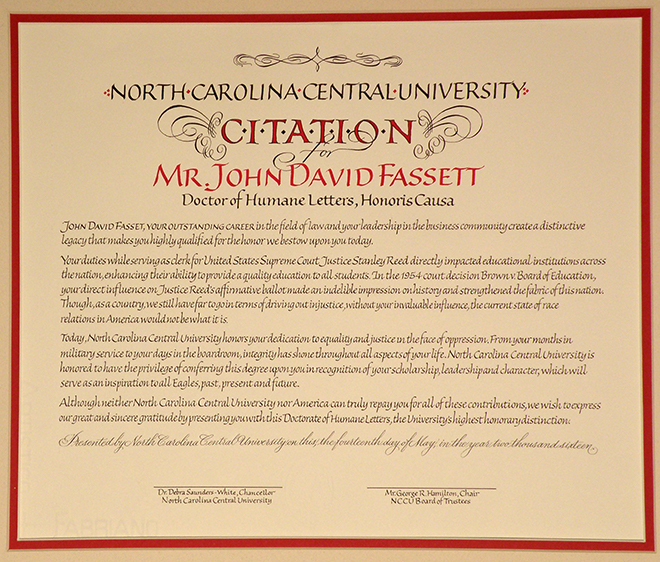 NORTH·CAROLINA·CENTRAL·UNIVERSITY
C·I·T·A·T·I·O·N
for
MR. JOHN DAVID FASSETT
Doctor of Humane Letters, Honoris Causa
JOHN DAVID FASSET, YOUR OUTSTANDING CAREER in the field of law and your leadership in the business community create a distinctive
legacy that makes you highly qualified for the honor we bestow upon you today.
Your duties while serving as clerk for United States Supreme Court Justice Stanley Reed directly impacted educational institutions across
the nation, enhancing their ability to provide a quality education to all students. In the 1954 court decision Brown v. Board of Education,
your direct influence on Justice Reed's affirmative ballot made an indelible impression on history and strengthened the fabric of this nation.
Though, as a country, we still have far to go in terms of driving out injustice, without your invaluable influence, the current state of race
relations in America would not be what it is.
Today, North Carolina Central University honors your dedication to equality and justice in the face of oppression. From your months in
military service to your days in the boardroom, integrity has shone throughout all aspects of your life. North Carolina Central University is
honored to have the privilege of conferring this degree upon you in recognition of your scholarship, leadership and character, which will
serve as an inspiration to all Eagles, past, present and future.
Although neither North Carolina Central University nor America can truly repay you for all of these contributions, we wish to express
our great and sincere gratitude by presenting you with this Doctorate of Humane Letters, the University's highest honorary distinction.
Presented by North Carolina Central University on this, the fourteenth day of May, in the year two thousand sixteen.
Dr. Debra Saunders-White, Chancellor
North Carolina Central University
Mr. George R. Hamilton, Chair
NCCU Board of Trustees
FABRIANO